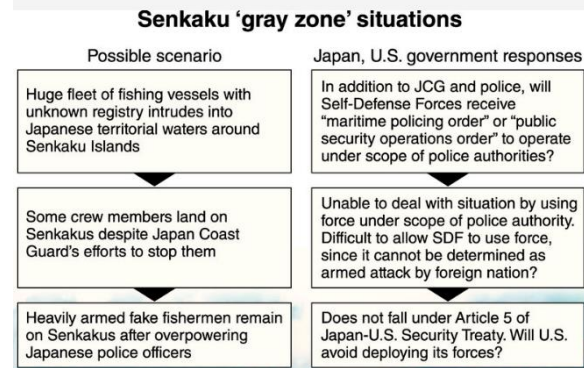 Senkaku ‘gray zone’ situations
Possible scenario
Huge fleet of fishing vessels with
unknown registry intrudes into
Japanese territorial waters around
Senkaku Islands
Some crew members land on
Senkakus despite Japan Coast
Guard’s efforts to stop them
Heavily armed fake fishermen remain
on Senkakus after overpowering
Japanese police officers
Japan, U.S. government responses
In addition to JCG and police, will
Self-Defense Forces receive
“maritime policing order” or “public
security operations order” to operate
under scope of police authorities?
Unable to deal with situation by using
force under scope of police authority.
Difficult to allow SDF to use force,
since it cannot be determined as
armed attack by foreign nation?
Does not fall under Article 5 of
Japan-U.S. Security Treaty. Will U.S.
avoid deploying its forces?